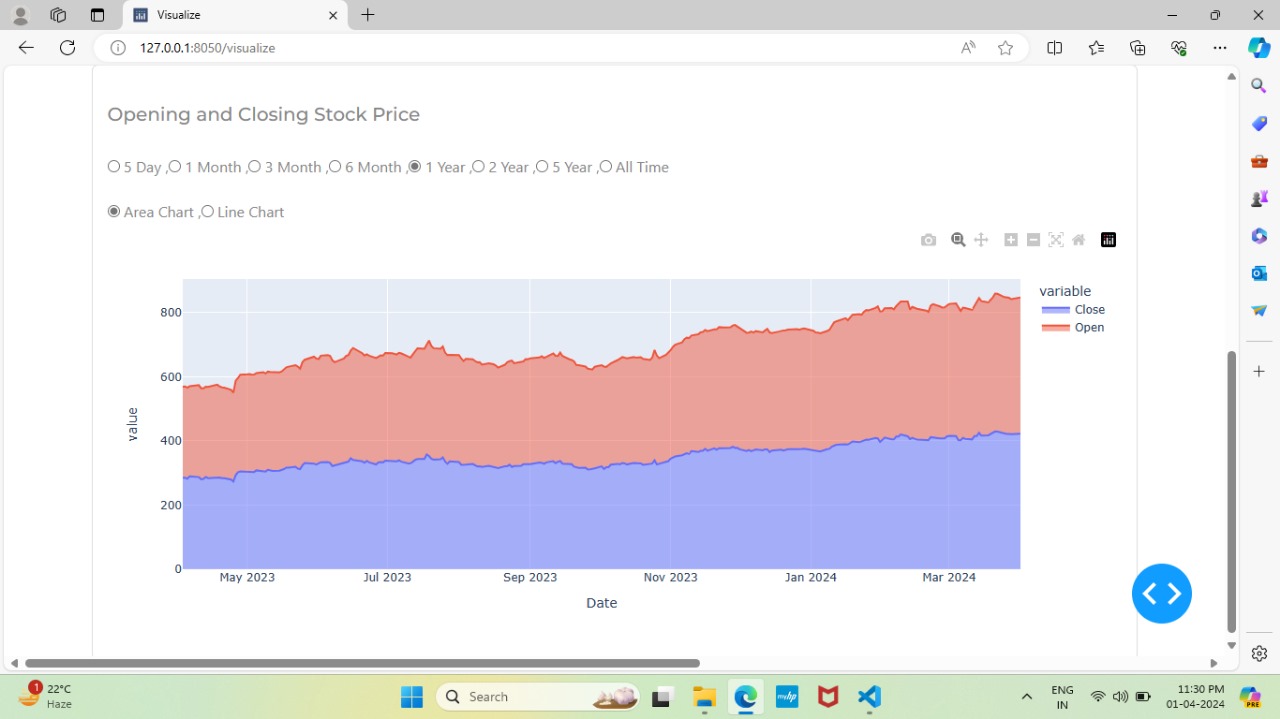 Visualize
127.0.0.1:8050/visualize
Opening and Closing Stock Price
5 Day ,1 Month ,3 Month ,6 Month ,1 Year ,2 Year ,5 Year ,All Time
Area Chart ,Line Chart
variable
Close
Open
800
600
400
200
0
value
May 2023 Jul 2023 Sep 2023 Nov 2023 Jan 2024 Mar 2024
Date
1
22°C
Haze
Search
ENG
IN
11:30 PM
01-04-2024
myhp
PRE